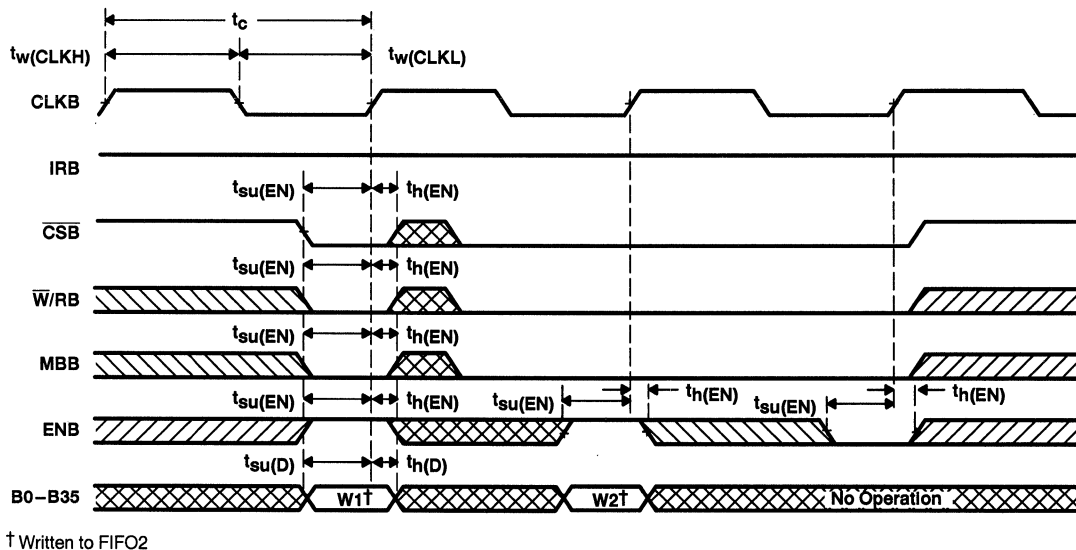 tc
tw(CLKH) tw(CLKL)
CLKB
IRB
tsu(EN) th(EN)
CSB
tsu(EN) th(EN)
W/RB
tsu(EN) th(EN)
MBB
tsu(EN) th(EN) tsu(EN) th(EN) tsu(EN) th(EN)
ENB
tsu(D) th(D)
B0–B35 W1† W2† No Operation
† Written to FIFO2